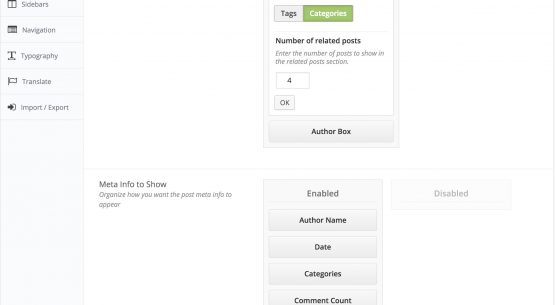 Sidebars
Navigation
Typography
Translate
Import / Export
Tags
Categories
Number of related posts
Enter the number of posts to show in
the related posts section.
4
OK
Author Box
Meta Info to Show
Organize how you want the post meta info to
appear
Enabled
Disabled
Author Name
Date
Categories
Comment Count